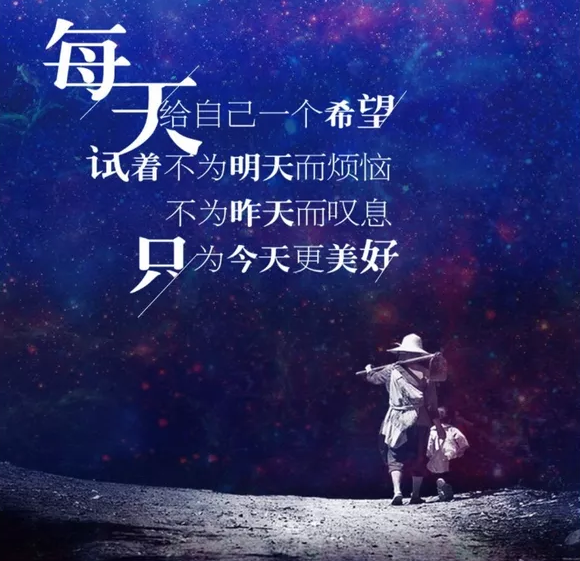 每天给自己一个希望
试着不为明天而烦恼
不为昨天而叹息
只为今天更美好